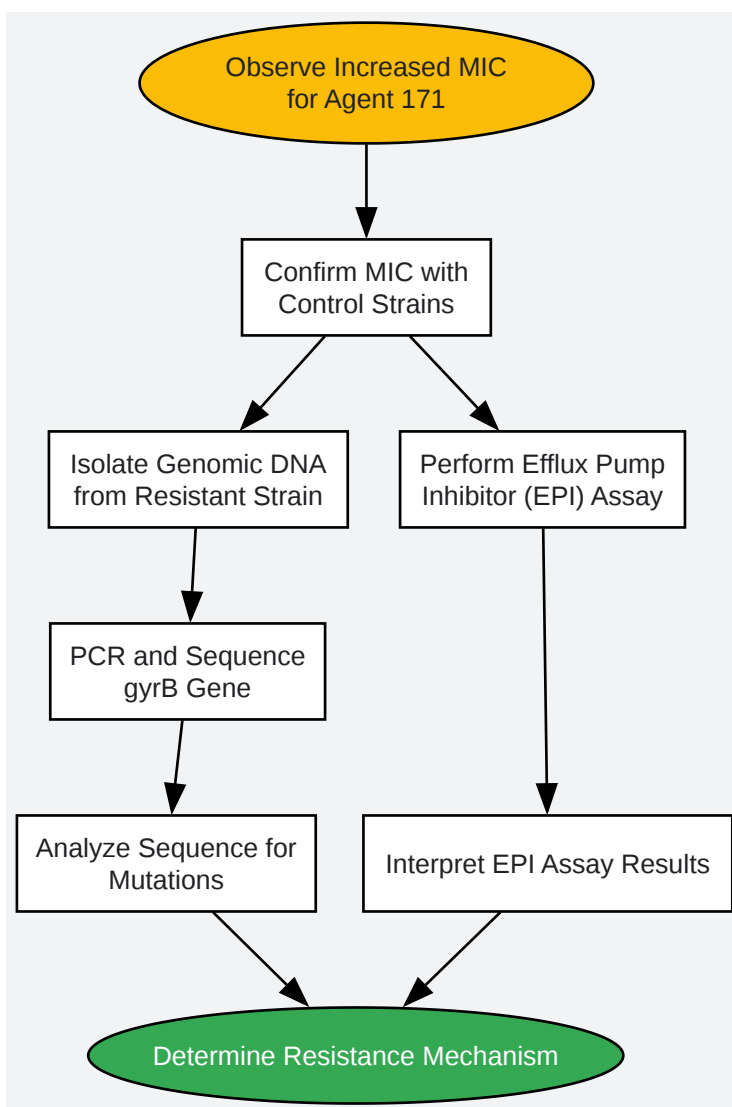 Observe Increased MIC
for Agent 171
Confirm MIC with
Control Strains
Isolate Genomic DNA
from Resistant Strain
Perform Efflux Pump
Inhibitor (EPI) Assay
PCR and Sequence
gyrB Gene
Analyze Sequence for
Mutations
Interpret EPI Assay Results
Determine Resistance Mechanism